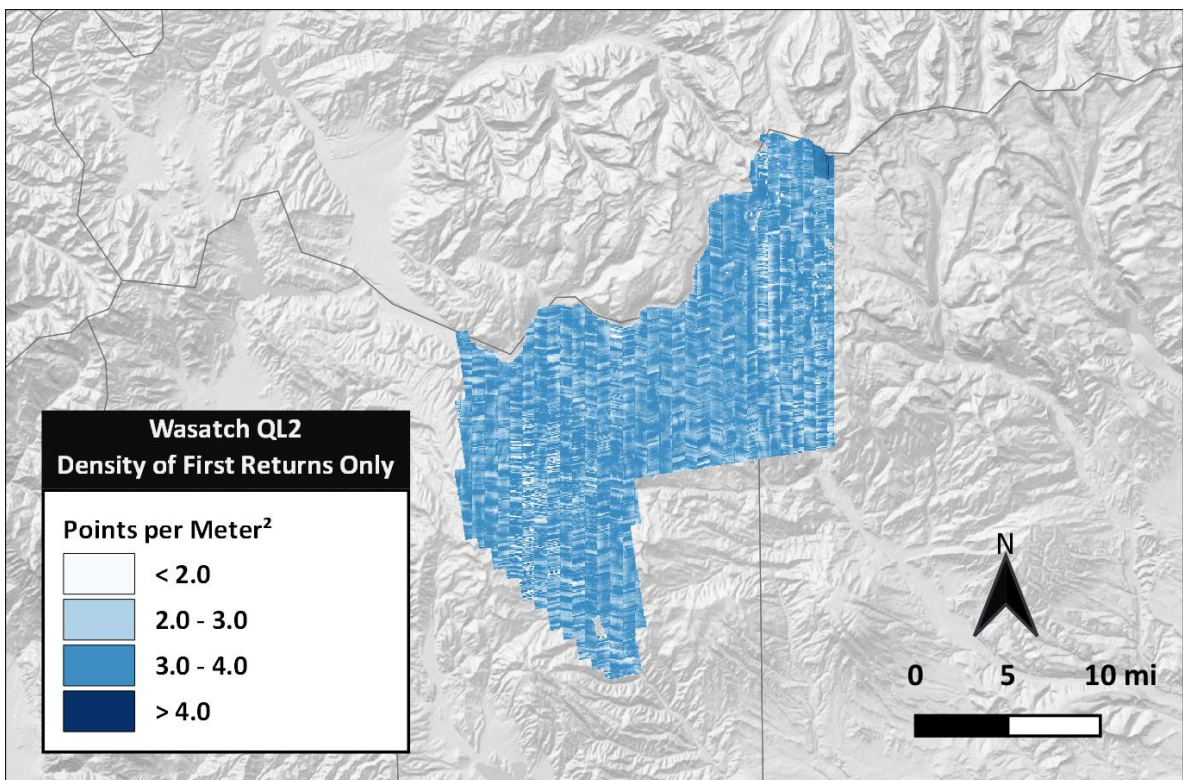 Wasatch QL2
Density of First Returns Only
Points per Meter²
< 2.0
2.0 - 3.0
3.0 - 4.0
> 4.0
N
0 5 10 mi